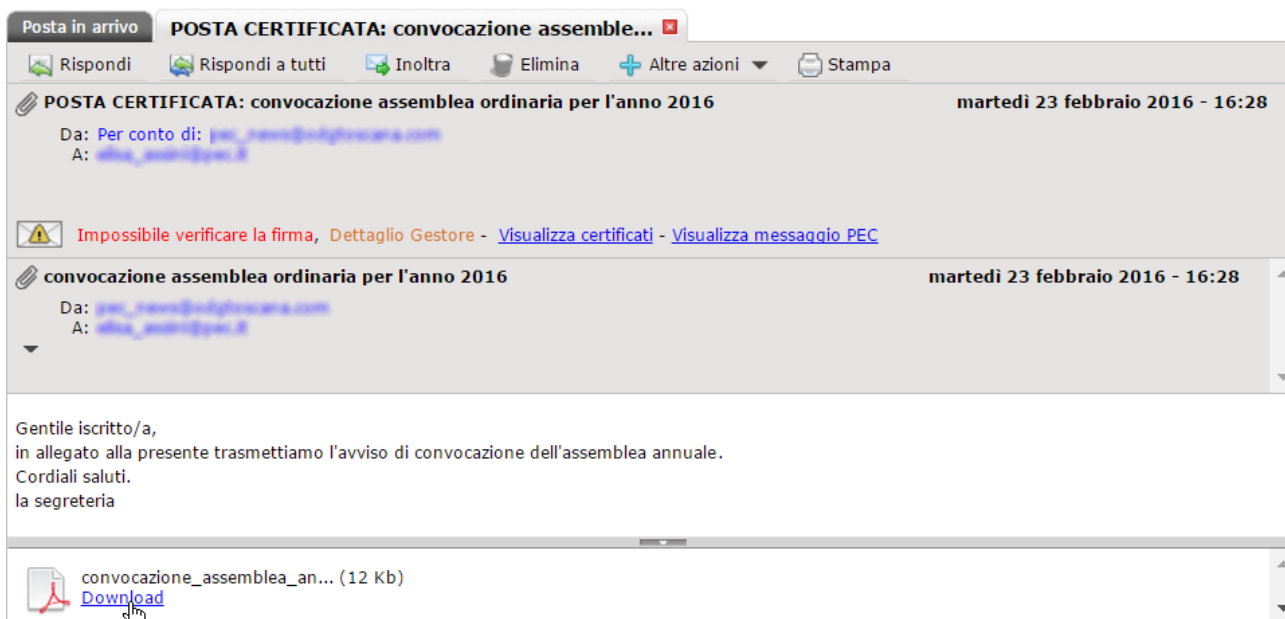 Posta in arrivo
POSTA CERTIFICATA: convocazione assemble...
Rispondi
Rispondi a tutti
Inoltra
Elimina
Altre azioni
Stampa
POSTA CERTIFICATA: convocazione assemblea ordinaria per l'anno 2016 martedì 23 febbraio 2016 - 16:28
Da: Per conto di:
A:
Impossibile verificare la firma, Dettaglio Gestore - Visualizza certificati - Visualizza messaggio PEC
convocazione assemblea ordinaria per l'anno 2016 martedì 23 febbraio 2016 - 16:28
Da:
A:
Gentile iscritto/a,
in allegato alla presente trasmettiamo l'avviso di convocazione dell'assemblea annuale.
Cordiali saluti.
la segreteria
convocazione_assemblea_an... (12 Kb)
Download